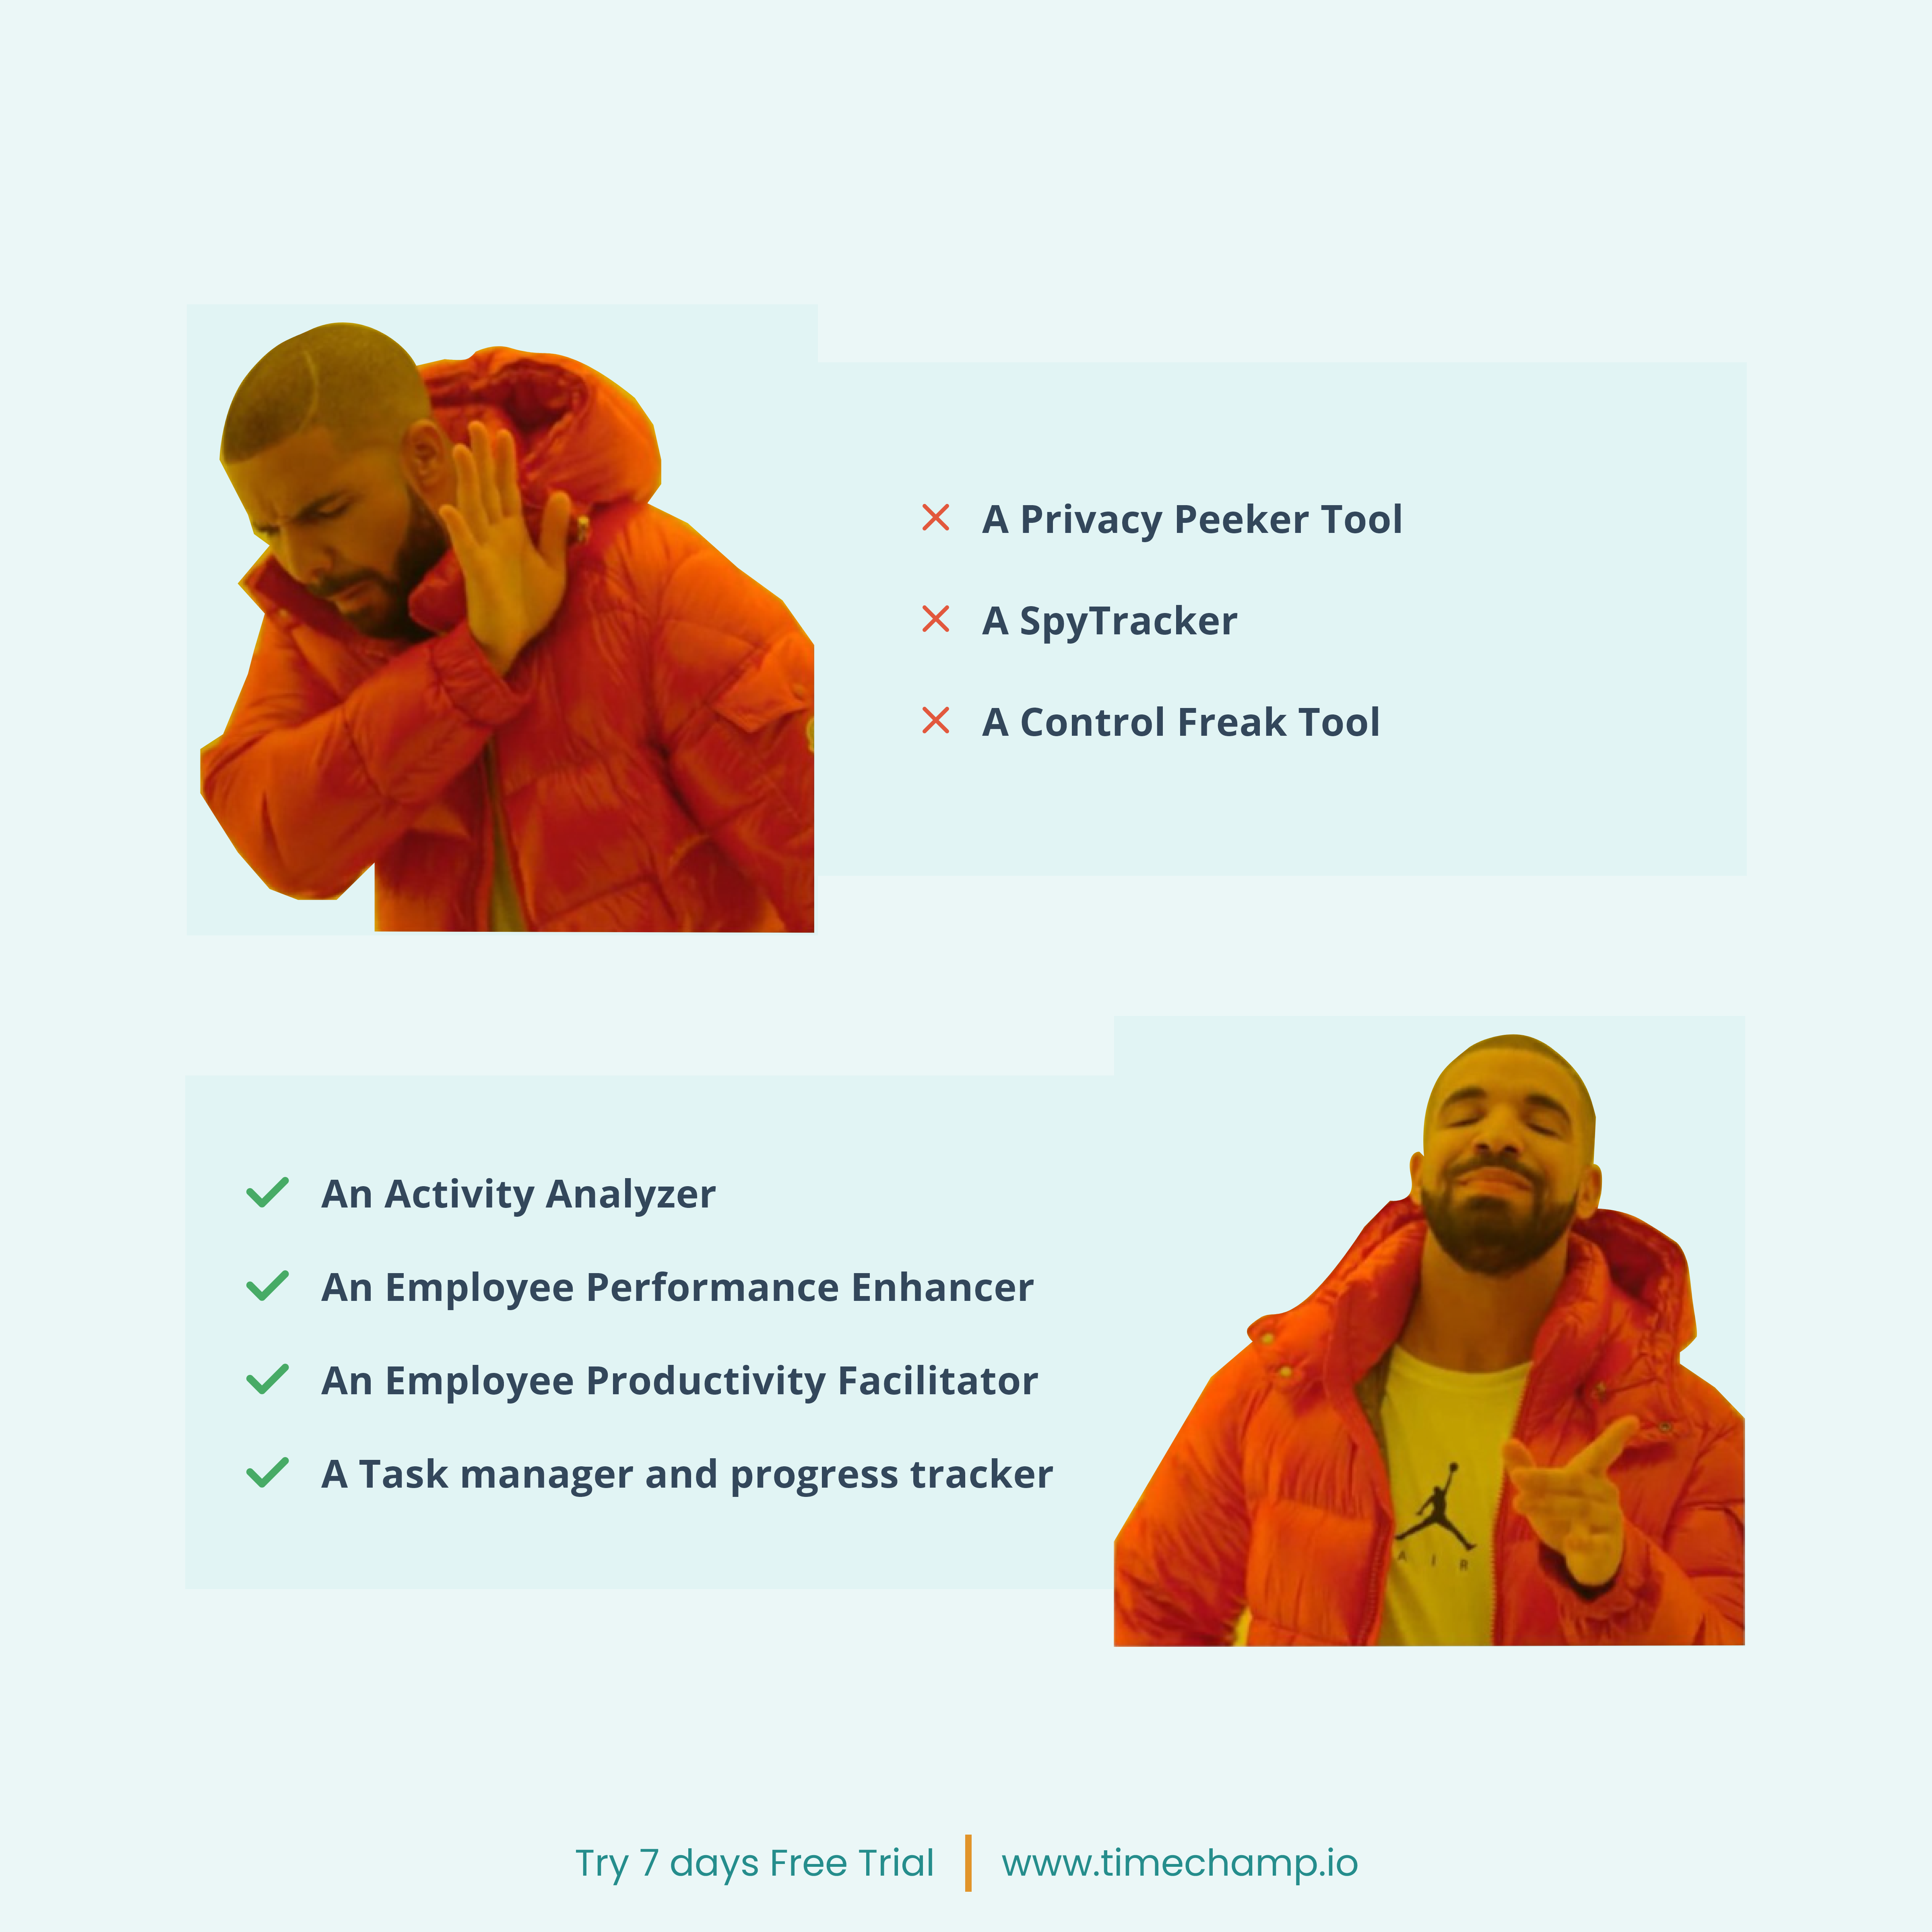 A Privacy Peeker Tool
A SpyTracker
A Control Freak Tool
An Activity Analyzer
An Employee Performance Enhancer
An Employee Productivity Facilitator
A Task manager and progress tracker
AIR
Try 7 days Free Trial
www.timechamp.io